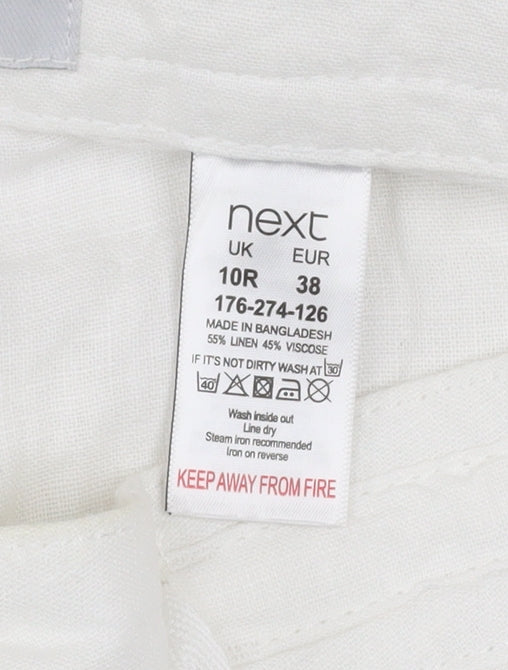 next
UK EUR
10R 38
176-274-126
MADE IN BANGLADESH
55% LINEN 45% VISCOSE
IF IT'S NOT DIRTY WASH AT 30°
40°
Wash inside out
Line dry
Steam iron recommended
Iron on reverse
KEEP AWAY FROM FIRE